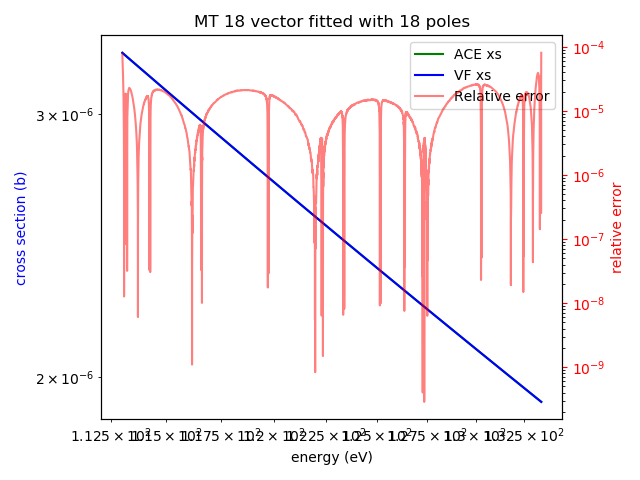 MT 18 vector fitted with 18 poles
ACE xs
VF xs
Relative error
cross section (b)
3 × 10⁻⁶
2 × 10⁻⁶
10⁻⁴
10⁻⁵
10⁻⁶
10⁻⁷
10⁻⁸
10⁻⁹
relative error
1.125 × 10² 1.15 × 10² 1.175 × 10² 1.2 × 10² 1.225 × 10² 1.25 × 10² 1.275 × 10² 1.3 × 10² 1.325 × 10²
energy (eV)